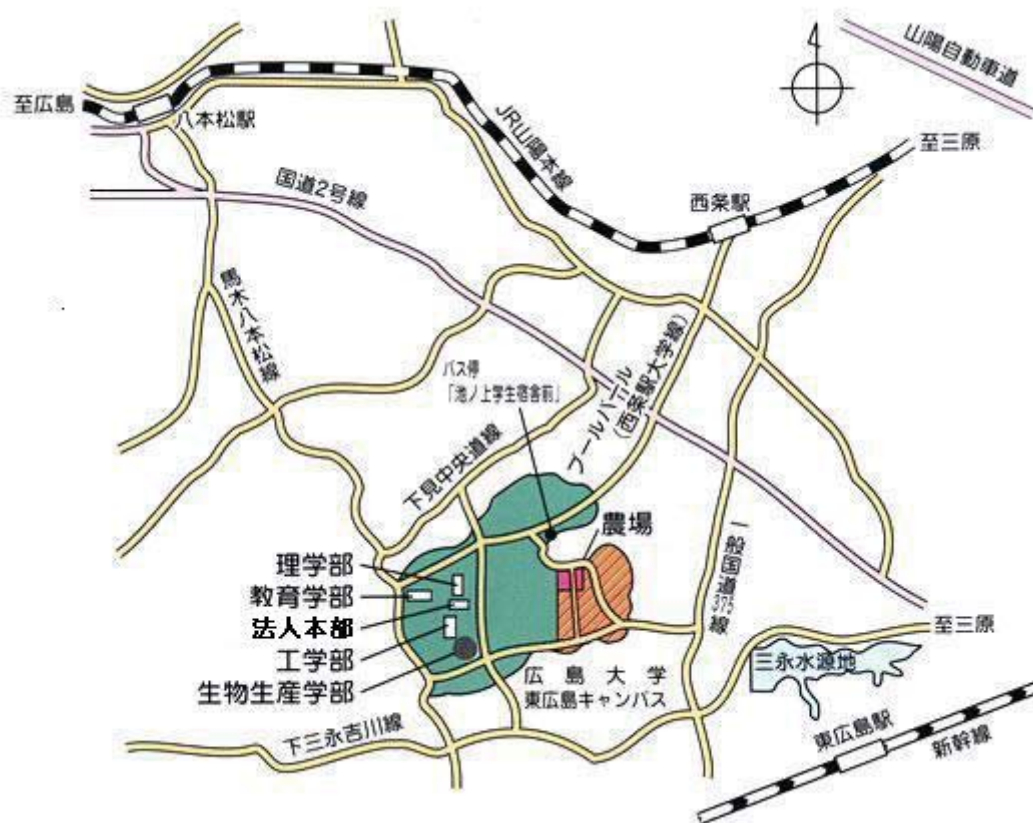 山陽自動車道
至広島
八本松駅
JR山陽本線
至三原
国道2号線
西条駅
馬木八本松線
バス停
「池ノ上学生宿舎前」
ブールバール
(西条駅大学線)
下見中央道線
農場
理学部
教育学部
法人本部
工学部
生物生産学部
一般国道375線
至三原
広島大学
東広島キャンバス
三永水源地
下三永吉川線
東広島駅
新幹線